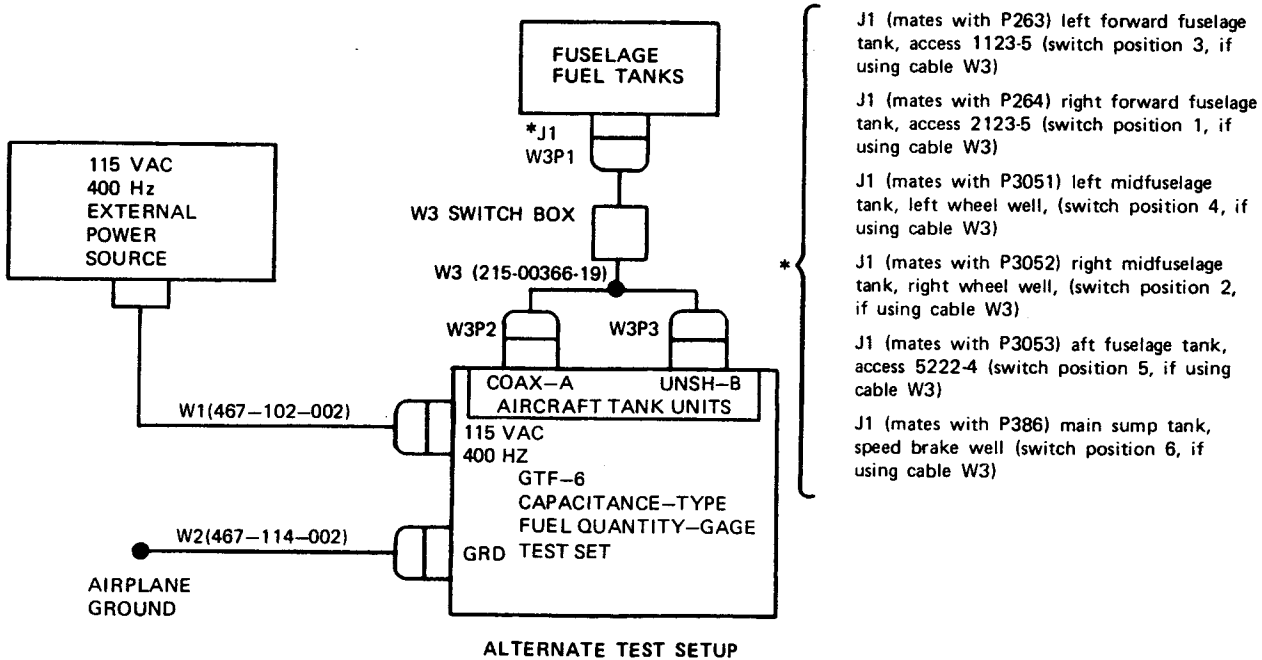 FUSELAGE
FUEL TANKS
*J1
W3P1
115 VAC
400 Hz
EXTERNAL
POWER
SOURCE
W3 SWITCH BOX
W3 (215-00366-19)
W3P2
W3P3
COAX–A
UNSH–B
AIRCRAFT TANK UNITS
W1(467–102–002)
115 VAC
400 HZ
GTF–6
CAPACITANCE–TYPE
FUEL QUANTITY–GAGE
TEST SET
W2(467–114–002)
GRD
AIRPLANE
GROUND
*
J1 (mates with P263) left forward fuselage
tank, access 1123-5 (switch position 3, if
using cable W3)
J1 (mates with P264) right forward fuselage
tank, access 2123-5 (switch position 1, if
using cable W3)
J1 (mates with P3051) left midfuselage
tank, left wheel well, (switch position 4, if
using cable W3)
J1 (mates with P3052) right midfuselage
tank, right wheel well, (switch position 2,
if using cable W3)
J1 (mates with P3053) aft fuselage tank,
access 5222-4 (switch position 5, if using
cable W3)
J1 (mates with P386) main sump tank,
speed brake well (switch position 6, if
using cable W3)
ALTERNATE TEST SETUP